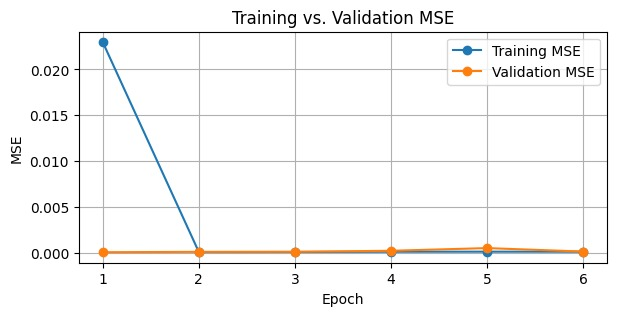 Training vs. Validation MSE
Training MSE
Validation MSE
0.020
0.015
0.010
0.005
0.000
MSE
1 2 3 4 5 6
Epoch